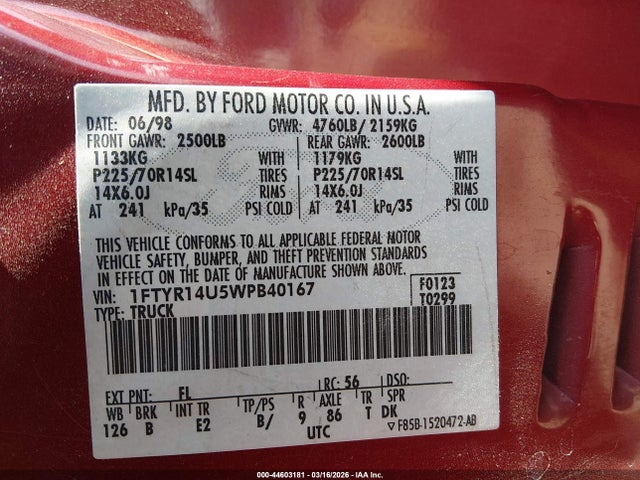 MFD. BY FORD MOTOR CO. IN U.S.A.
DATE: 06/98 GVWR: 4760LB/ 2159KG
FRONT GAWR: 2500LB REAR GAWR: 2600LB
1133KG WITH 1179KG WITH
P225/70R14SL TIRES P225/70R14SL TIRES
14X6.0J RIMS 14X6.0J RIMS
AT 241 kPa/35 PSI COLD AT 241 kPa/35 PSI COLD
THIS VEHICLE CONFORMS TO ALL APPLICABLE FEDERAL MOTOR
VEHICLE SAFETY, BUMPER, AND THEFT PREVENTION STANDARDS
IN EFFECT ON THE DATE OF MANUFACTURE SHOWN ABOVE.
VIN: 1FTYR14U5WPB40167 F0123
TYPE: TRUCK T0299
EXT PNT: FL RC: 56 DSO:
WB BRK INT TR TP/PS R AXLE TR SPR
126 B E2 B/ 9 86 T DK
UTC ▽ F85B-1520472-AB
000-44603181 - 03/16/2026 - IAA Inc.